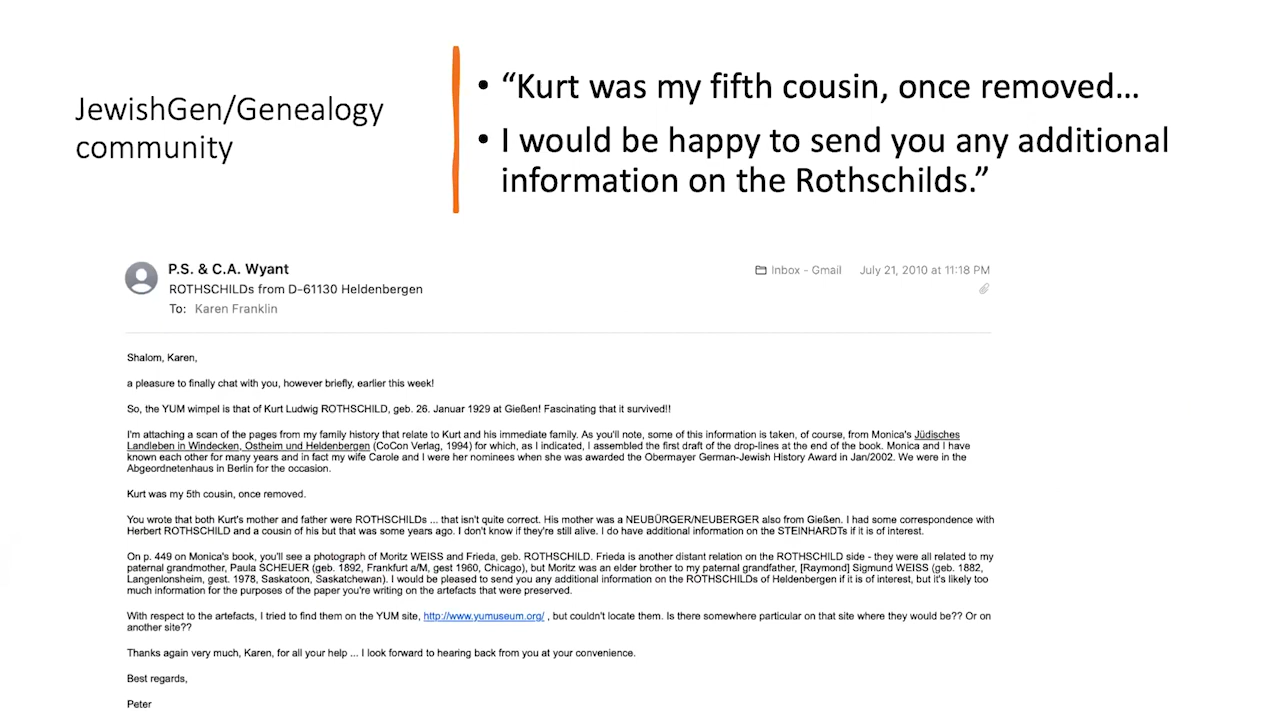 JewishGen/Genealogy
community
• “Kurt was my fifth cousin, once removed…
• I would be happy to send you any additional
information on the Rothschilds.”
P.S. & C.A. Wyant
Inbox - Gmail July 21, 2010 at 11:18 PM
ROTHSCHILDs from D-61130 Heldenbergen
To: Karen Franklin
Shalom, Karen,
a pleasure to finally chat with you, however briefly, earlier this week!
So, the YUM wimpel is that of Kurt Ludwig ROTHSCHILD, geb. 26. Januar 1929 at Gießen! Fascinating that it survived!!
I'm attaching a scan of the pages from my family history that relate to Kurt and his immediate family. As you'll note, some of this information is taken, of course, from Monica's Jüdisches
Landleben in Windecken, Ostheim und Heldenbergen (CoCon Verlag, 1994) for which, as I indicated, I assembled the first draft of the drop-lines at the end of the book. Monica and I have
known each other for many years and in fact my wife Carole and I were her nominees when she was awarded the Obermayer German-Jewish History Award in Jan/2002. We were in the
Abgeordnetenhaus in Berlin for the occasion.
Kurt was my 5th cousin, once removed.
You wrote that both Kurt's mother and father were ROTHSCHILDs ... that isn't quite correct. His mother was a NEUBÜRGER/NEUBERGER also from Gießen. I had some correspondence with
Herbert ROTHSCHILD and a cousin of his but that was some years ago. I don't know if they're still alive. I do have additional information on the STEINHARDTs if it is of interest.
On p. 449 on Monica's book, you'll see a photograph of Moritz WEISS and Frieda, geb. ROTHSCHILD. Frieda is another distant relation on the ROTHSCHILD side - they were all related to my
paternal grandmother, Paula SCHEUER (geb. 1892, Frankfurt a/M, gest 1960, Chicago), but Moritz was an elder brother to my paternal grandfather, [Raymond] Sigmund WEISS (geb. 1882,
Langenlonsheim, gest. 1978, Saskatoon, Saskatchewan). I would be pleased to send you any additional information on the ROTHSCHILDs of Heldenbergen if it is of interest, but it's likely too
much information for the purposes of the paper you're writing on the artefacts that were preserved.
With respect to the artefacts, I tried to find them on the YUM site, http://www.yumuseum.org/ , but couldn't locate them. Is there somewhere particular on that site where they would be?? Or on
another site??
Thanks again very much, Karen, for all your help ... I look forward to hearing back from you at your convenience.
Best regards,
Peter